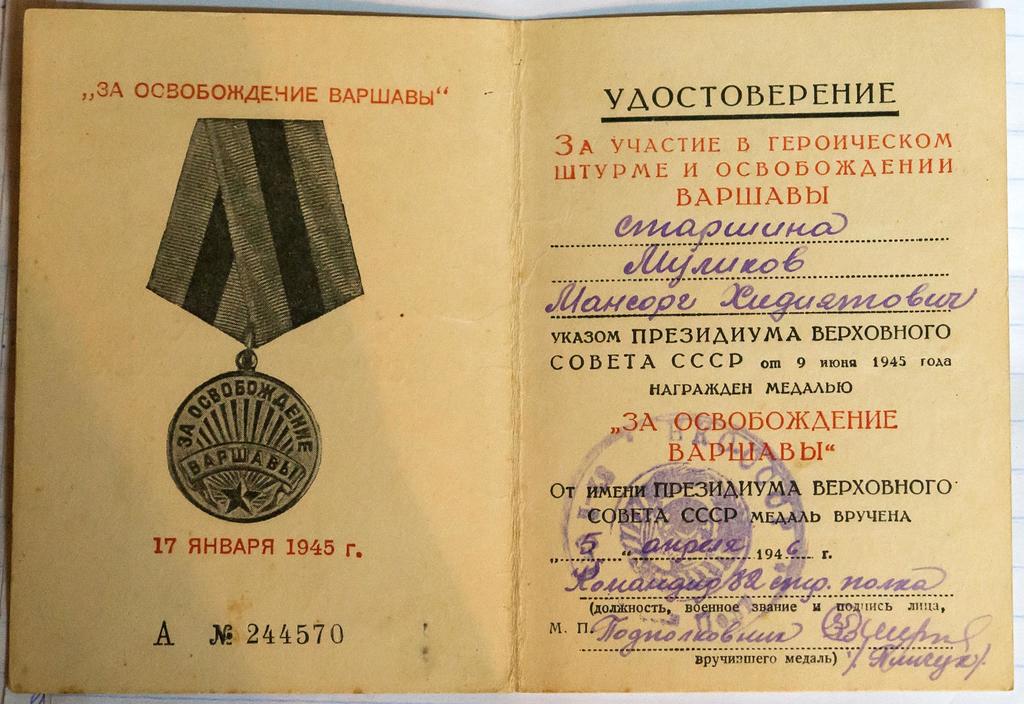 „ЗА ОСВОБОЖДЕНИЕ ВАРШАВЫ“
ЗА ОСВОБОЖДЕНИЕ
ВАРШАВЫ
17 ЯНВАРЯ 1945 г.
А № 244570
УДОСТОВЕРЕНИЕ
ЗА УЧАСТИЕ В ГЕРОИЧЕСКОМ
ШТУРМЕ И ОСВОБОЖДЕНИИ
ВАРШАВЫ
старшина
Муликов
Мансорг Хидиятович
УКАЗОМ ПРЕЗИДИУМА ВЕРХОВНОГО
СОВЕТА СССР от 9 июня 1945 года
НАГРАЖДЕН МЕДАЛЬЮ
„ЗА ОСВОБОЖДЕНИЕ
ВАРШАВЫ“
ОТ ИМЕНИ ПРЕЗИДИУМА ВЕРХОВНОГО
СОВЕТА СССР МЕДАЛЬ ВРУЧЕНА
„5“ апреля 1946 г.
Командир 82 стр. полка
(должность, военное звание и подпись лица,
М. П. Подполковник
вручившего медаль)